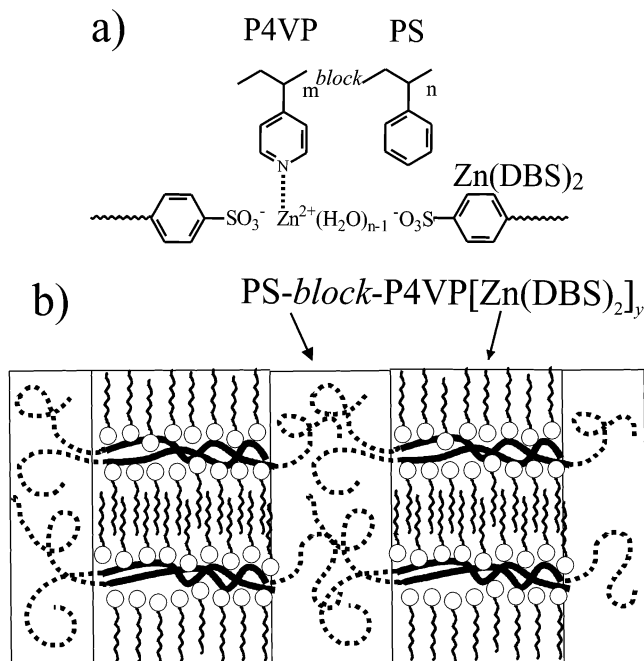 a) P4VP PS
block
m n
N
Zn(DBS)2
SO3- Zn2+(H2O)n-1 -O3S
b) PS-block-P4VP[Zn(DBS)2]y